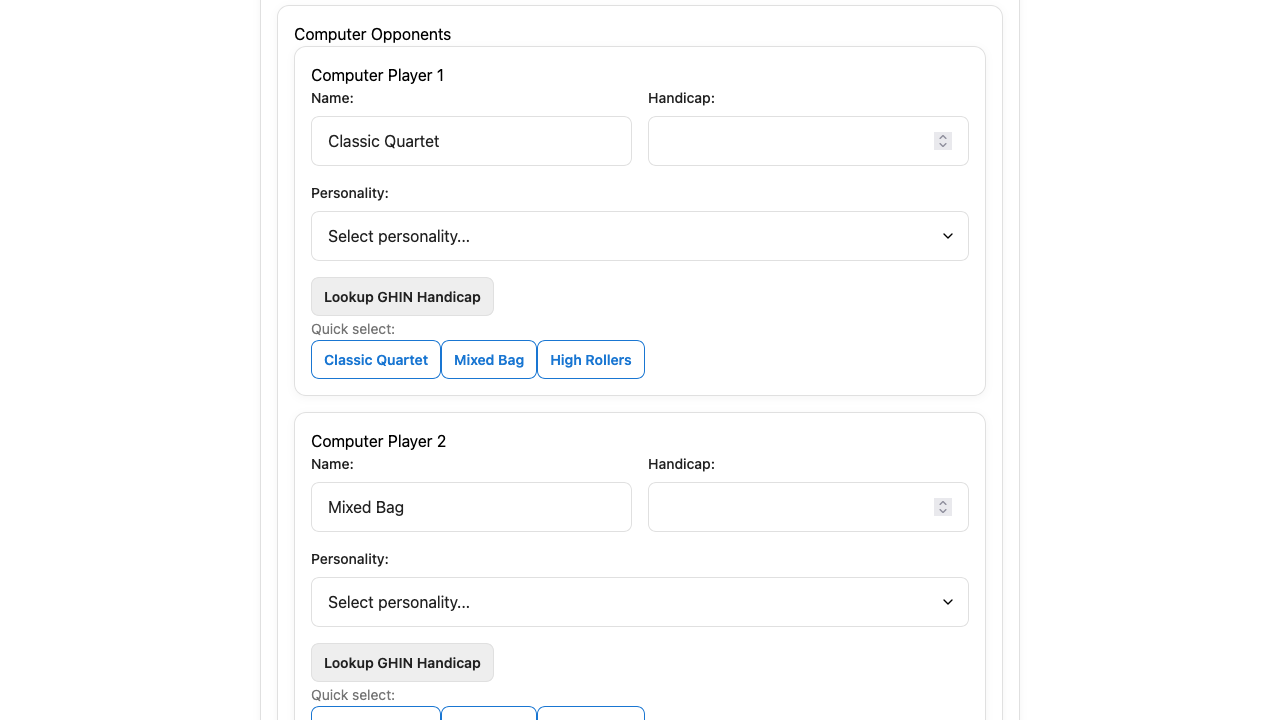 Computer Opponents
Computer Player 1
Name:
Handicap:
Classic Quartet
Personality:
Select personality...
Lookup GHIN Handicap
Quick select:
Classic Quartet
Mixed Bag
High Rollers
Computer Player 2
Name:
Handicap:
Mixed Bag
Personality:
Select personality...
Lookup GHIN Handicap
Quick select: